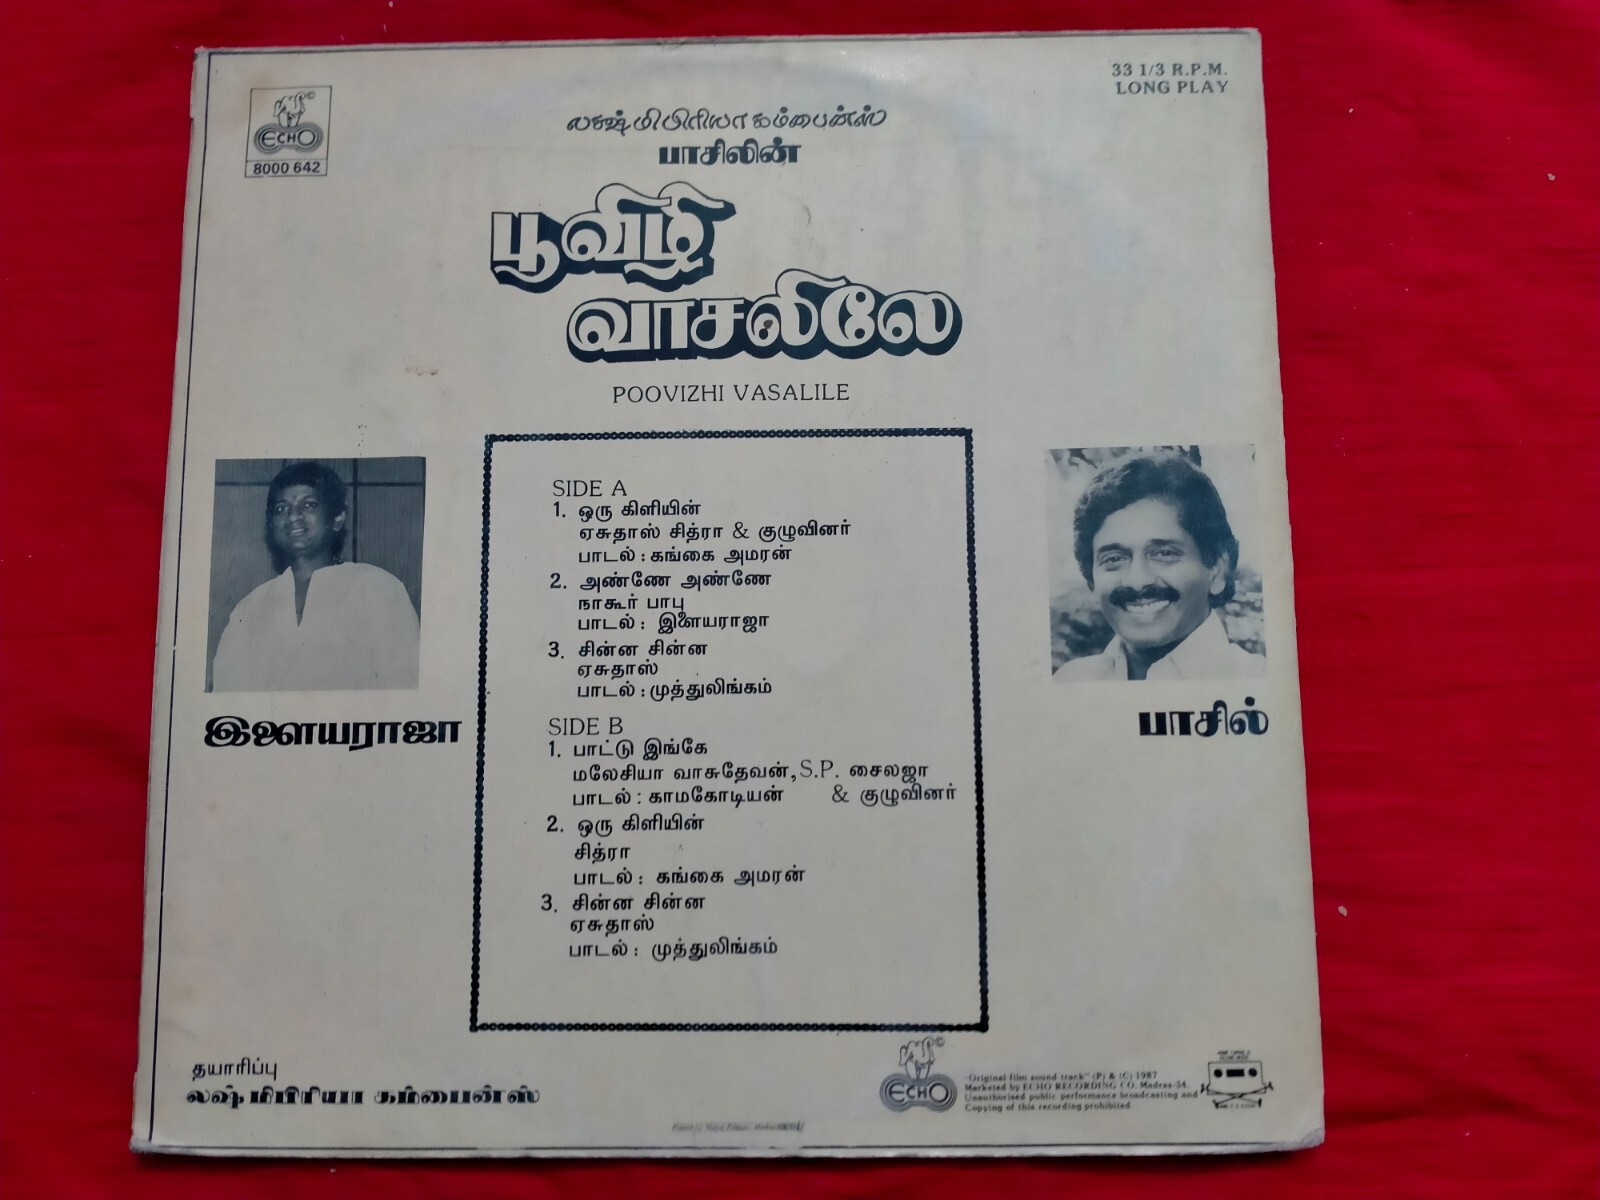 ECHO
8000 642
33 1/3 R.P.M.
LONG PLAY
லக்ஷ்மிபிரியா கம்பைன்ஸ்
பாசிலின்
பூவிழி
வாசலிலே
POOVIZHI VASALILE
SIDE A
1. ஒரு கிளியின்
ஏசுதாஸ் சித்ரா & குழுவினர்
பாடல் : கங்கை அமரன்
2. அண்ணே அண்ணே
நாகூர் பாபு
பாடல் : இளையராஜா
3. சின்ன சின்ன
ஏசுதாஸ்
பாடல் : முத்துலிங்கம்
SIDE B
1. பாட்டு இங்கே
மலேசியா வாசுதேவன், S.P. சைலஜா
பாடல் : காமகோடியன் & குழுவினர்
2. ஒரு கிளியின்
சித்ரா
பாடல் : கங்கை அமரன்
3. சின்ன சின்ன
ஏசுதாஸ்
பாடல் : முத்துலிங்கம்
இளையராஜா
பாசில்
தயாரிப்பு
லஷ்மிபிரியா கம்பைன்ஸ்
ECHO
"Original film sound track" (P) & (C) 1987
Marketed by ECHO RECORDING CO. Madras-34.
Unauthorised public performance broadcasting and
Copying of this recording prohibited.